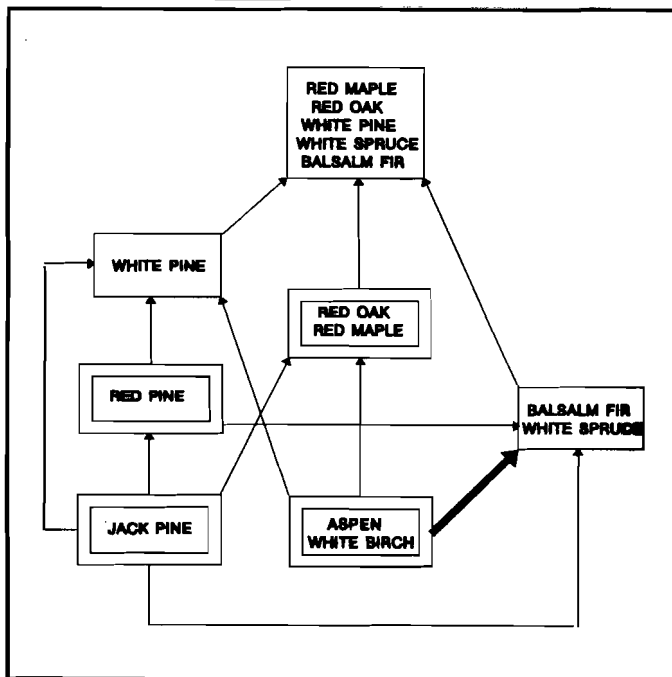 RED MAPLE
RED OAK
WHITE PINE
WHITE SPRUCE
BALSALM FIR
WHITE PINE
RED OAK
RED MAPLE
RED PINE
BALSALM FIR
WHITE SPRUCE
JACK PINE
ASPEN
WHITE BIRCH